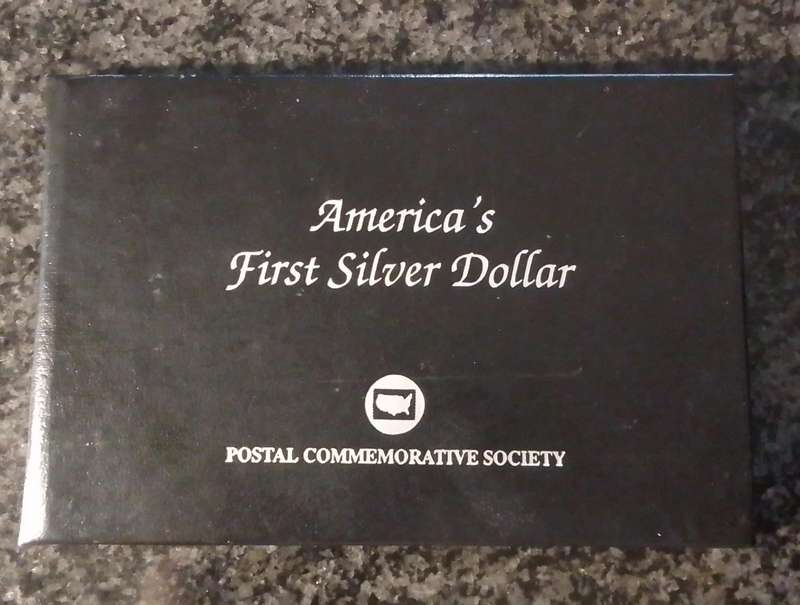 America's
First Silver Dollar
POSTAL COMMEMORATIVE SOCIETY